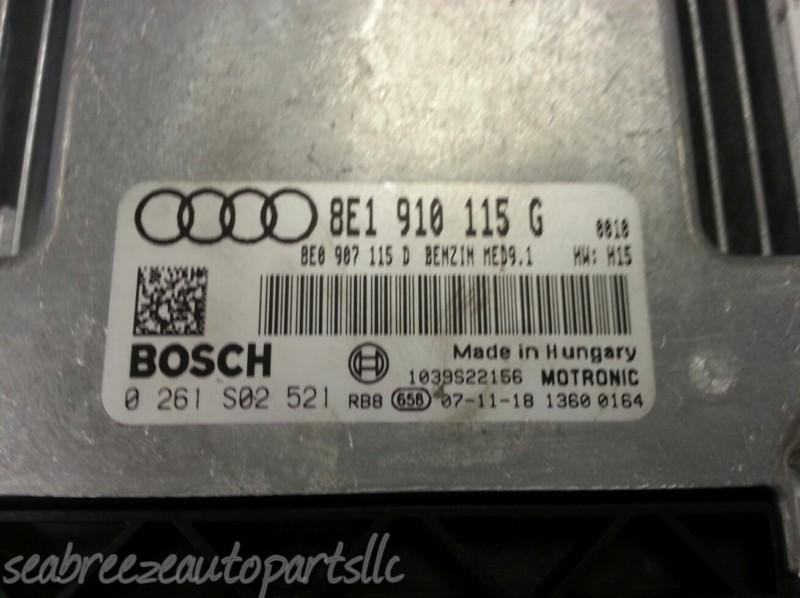 8E1 910 115 G 0010
8E0 907 115 D BENZIN MED9.1 HW: H15
BOSCH
Made in Hungary
1039S22156 MOTRONIC
0 261 S02 521 RB8 658 07-11-18 1360 0164
seabreezeautopartsllc